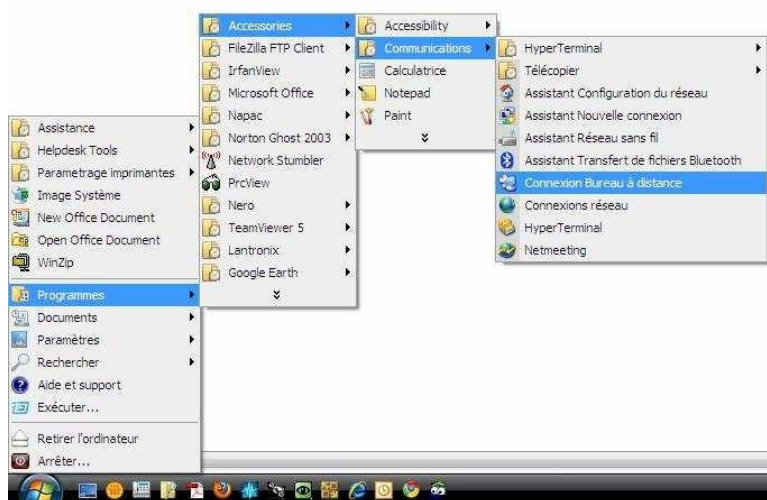 Assistance
Helpdesk Tools
Parametrage imprimantes
Image Système
New Office Document
Open Office Document
WinZip
Programmes
Documents
Paramètres
Rechercher
Aide et support
Exécuter...
Retirer l'ordinateur
Arrêter...
Accessories
FileZilla FTP Client
IrfanView
Microsoft Office
Napac
Norton Ghost 2003
Network Stumbler
PrcView
Nero
TeamViewer 5
Lantronix
Google Earth
Accessibility
Communications
Calculatrice
Notepad
Paint
HyperTerminal
Télécopier
Assistant Configuration du réseau
Assistant Nouvelle connexion
Assistant Réseau sans fil
Assistant Transfert de fichiers Bluetooth
Connexion Bureau à distance
Connexions réseau
HyperTerminal
Netmeeting